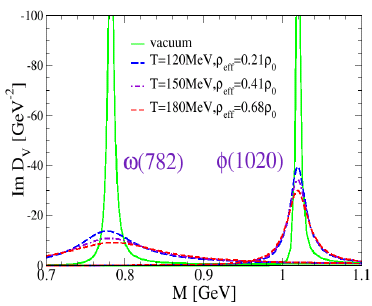 -100
-80
-60
-40
-20
0
Im D_V [GeV^-2]
vacuum
T=120MeV,ρ_eff=0.21ρ_0
T=150MeV,ρ_eff=0.41ρ_0
T=180MeV,ρ_eff=0.68ρ_0
ω(782) ϕ(1020)
0.7 0.8 0.9 1 1.1
M [GeV]